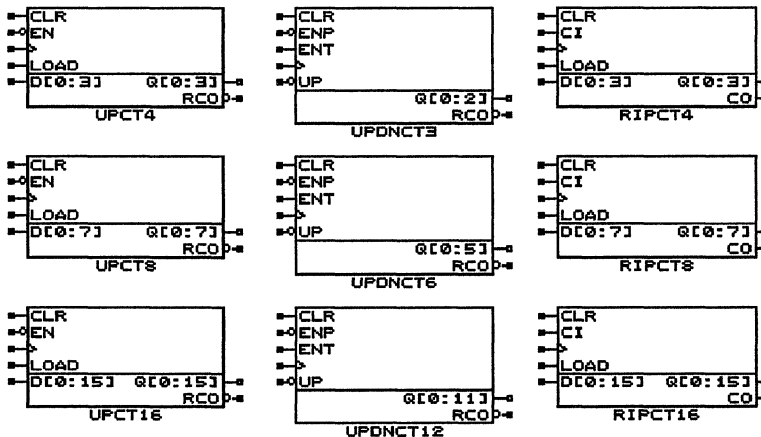 CLR
EN
LOAD
D[0:3] Q[0:3]
RCO
UPCT4
CLR
ENP
ENT
UP
Q[0:2]
RCO
UPDNCT3
CLR
CI
LOAD
D[0:3] Q[0:3]
CO
RIPCT4
CLR
EN
LOAD
D[0:7] Q[0:7]
RCO
UPCT8
CLR
ENP
ENT
UP
Q[0:5]
RCO
UPDNCT6
CLR
CI
LOAD
D[0:7] Q[0:7]
CO
RIPCT8
CLR
EN
LOAD
D[0:15] Q[0:15]
RCO
UPCT16
CLR
ENP
ENT
UP
Q[0:11]
RCO
UPDNCT12
CLR
CI
LOAD
D[0:15] Q[0:15]
CO
RIPCT16